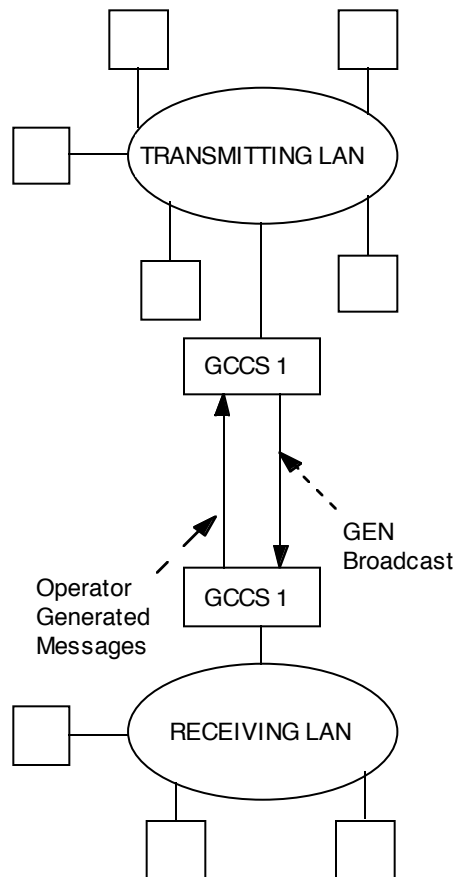 TRANSMITTING LAN
GCCS 1
GEN
Broadcast
Operator
Generated
Messages
GCCS 1
RECEIVING LAN